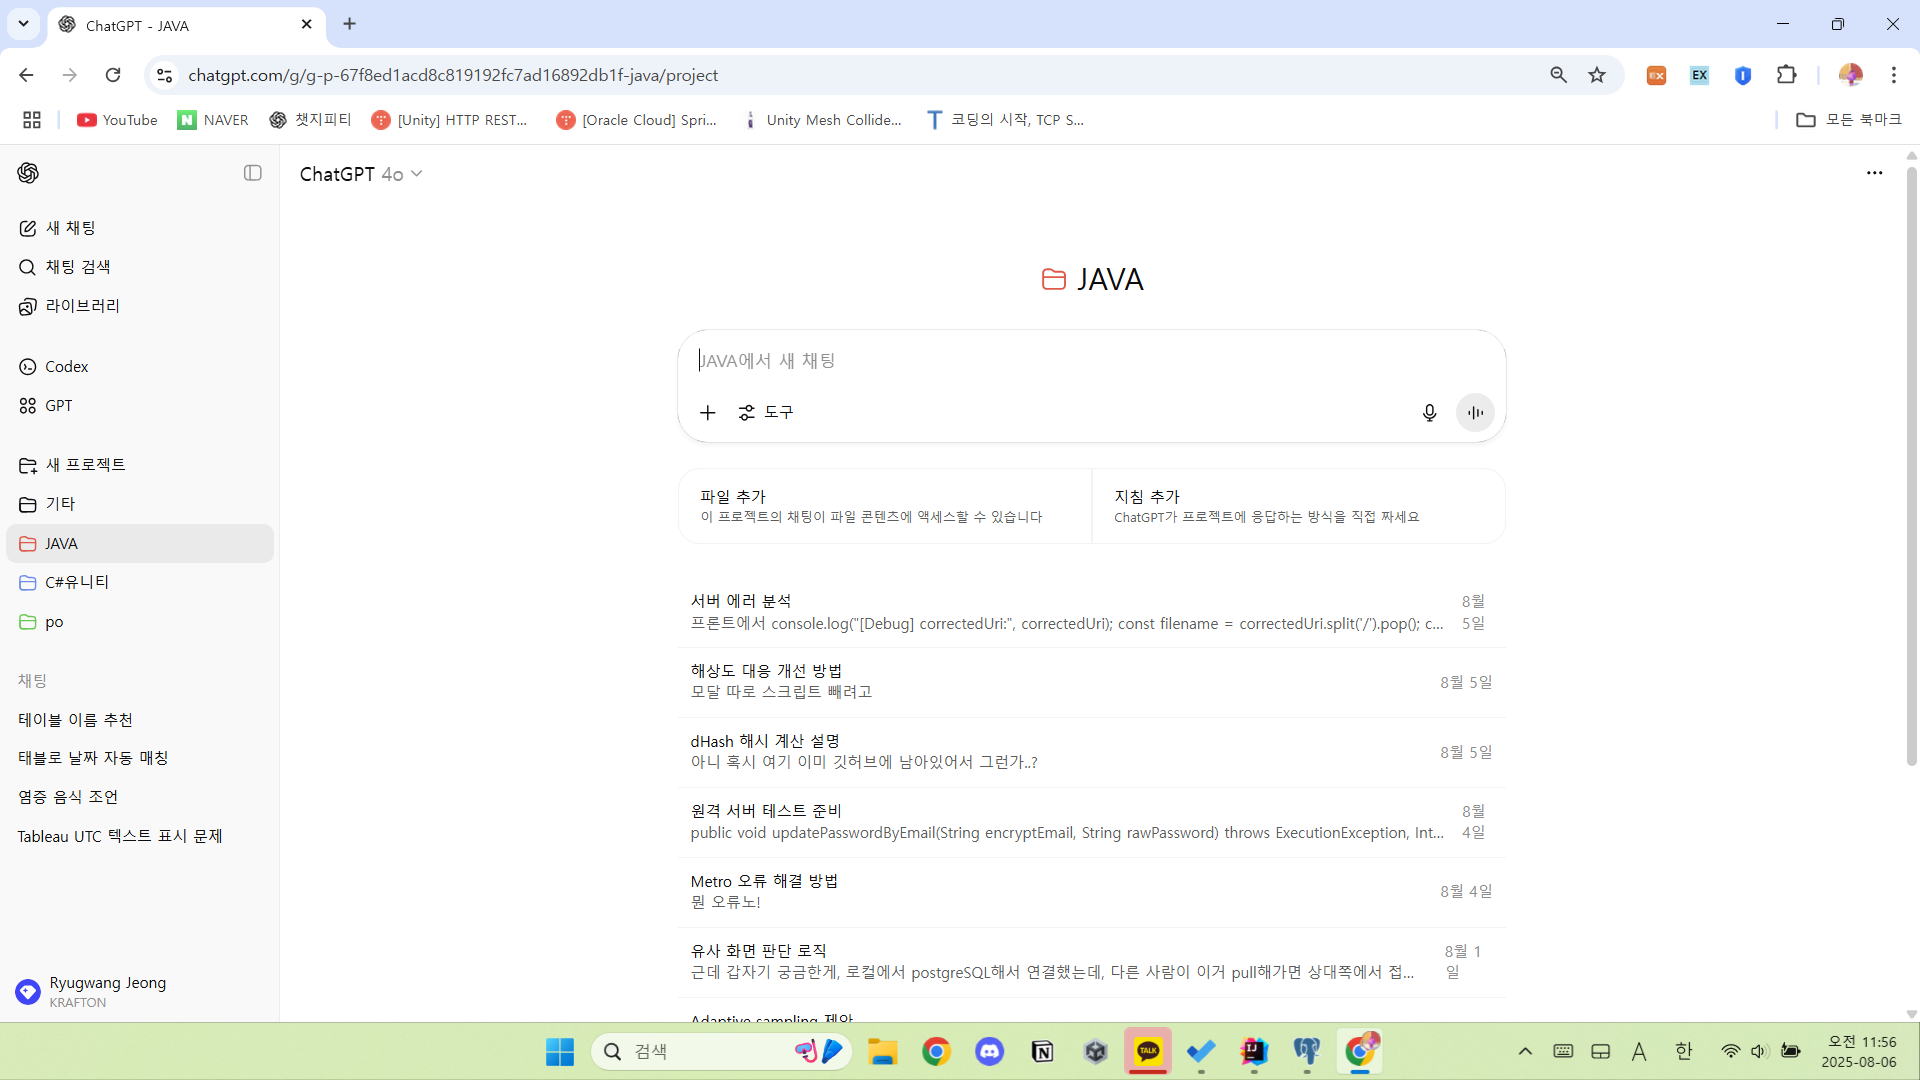 ChatGPT - JAVA
chatgpt.com/g/g-p-67f8ed1acd8c819192fc7ad16892db1f-java/project
EX
YouTube
NAVER
챗지피티
[Unity] HTTP REST...
[Oracle Cloud] Spri...
Unity Mesh Collide...
코딩의 시작, TCP S...
모든 북마크
ChatGPT 4o
새 채팅
채팅 검색
라이브러리
Codex
GPT
새 프로젝트
기타
JAVA
C#유니티
po
채팅
테이블 이름 추천
태블로 날짜 자동 매칭
염증 음식 조언
Tableau UTC 텍스트 표시 문제
Ryugwang Jeong
KRAFTON
JAVA
JAVA에서 새 채팅
도구
파일 추가
이 프로젝트의 채팅이 파일 콘텐츠에 액세스할 수 있습니다
지침 추가
ChatGPT가 프로젝트에 응답하는 방식을 직접 짜세요
서버 에러 분석
프론트에서 console.log("[Debug] correctedUri:", correctedUri); const filename = correctedUri.split('/').pop(); c...
8월 5일
해상도 대응 개선 방법
모달 따로 스크립트 빼려고
8월 5일
dHash 해시 계산 설명
아니 혹시 여기 이미 깃허브에 남아있어서 그런가..?
8월 5일
원격 서버 테스트 준비
public void updatePasswordByEmail(String encryptEmail, String rawPassword) throws ExecutionException, Int...
8월 4일
Metro 오류 해결 방법
뭔 오류노!
8월 4일
유사 화면 판단 로직
근데 갑자기 궁금한게, 로컬에서 postgreSQL해서 연결했는데, 다른 사람이 이거 pull해가면 상대쪽에서 접...
8월 1일
Adaptive sampling 제안
검색
TALK
A
한
오전 11:56
2025-08-06